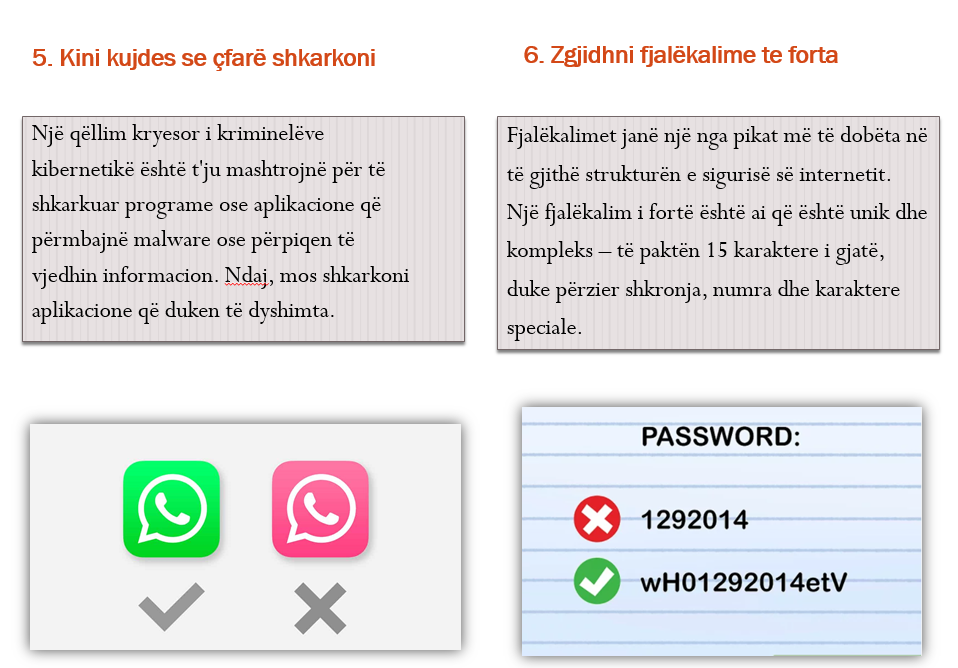 5. Kini kujdes se çfarë shkarkoni
Një qëllim kryesor i kriminelëve
kibernetikë është t'ju mashtrojnë për të
shkarkuar programe ose aplikacione që
përmbajnë malware ose përpiqen të
vjedhin informacion. Ndaj, mos shkarkoni
aplikacione që duken të dyshimta.
6. Zgjidhni fjalëkalime te forta
Fjalëkalimet janë një nga pikat më të dobëta në
të gjithë strukturën e sigurisë së internetit.
Një fjalëkalim i fortë është ai që është unik dhe
kompleks – të paktën 15 karaktere i gjatë,
duke përzier shkronja, numra dhe karaktere
speciale.
PASSWORD:
1292014
wH01292014etV